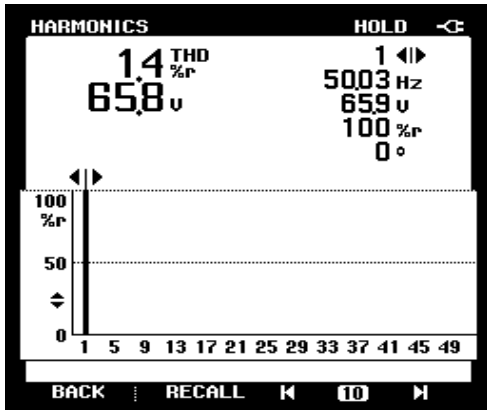 HARMONICS HOLD
1.4 THD %r
65.8 V
1
50.03 Hz
65.9 V
100 %r
0 °
100
%r
50
0
1 5 9 13 17 21 25 29 33 37 41 45 49
BACK RECALL 10